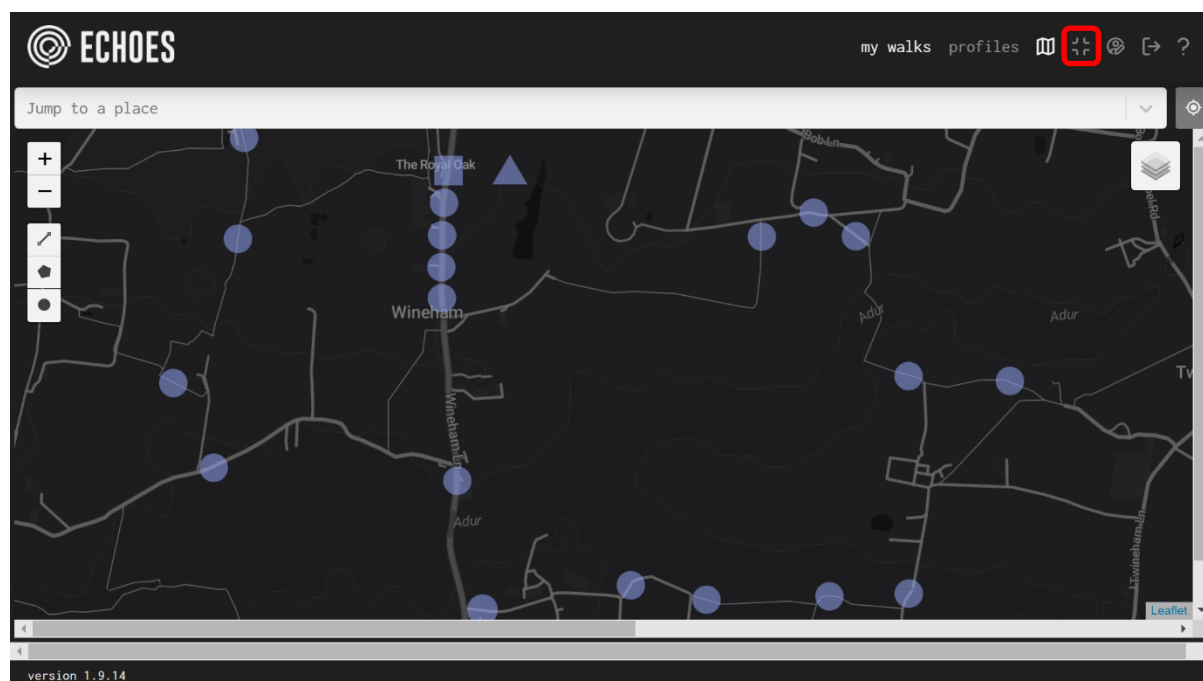 ECHOES
my walks profiles ?
Jump to a place
+
−
The Royal Oak
Bob Ln
Wineham
Adur
Adur
Wineham Ln
Adur
Twineham Ln
Leaflet
version 1.9.14